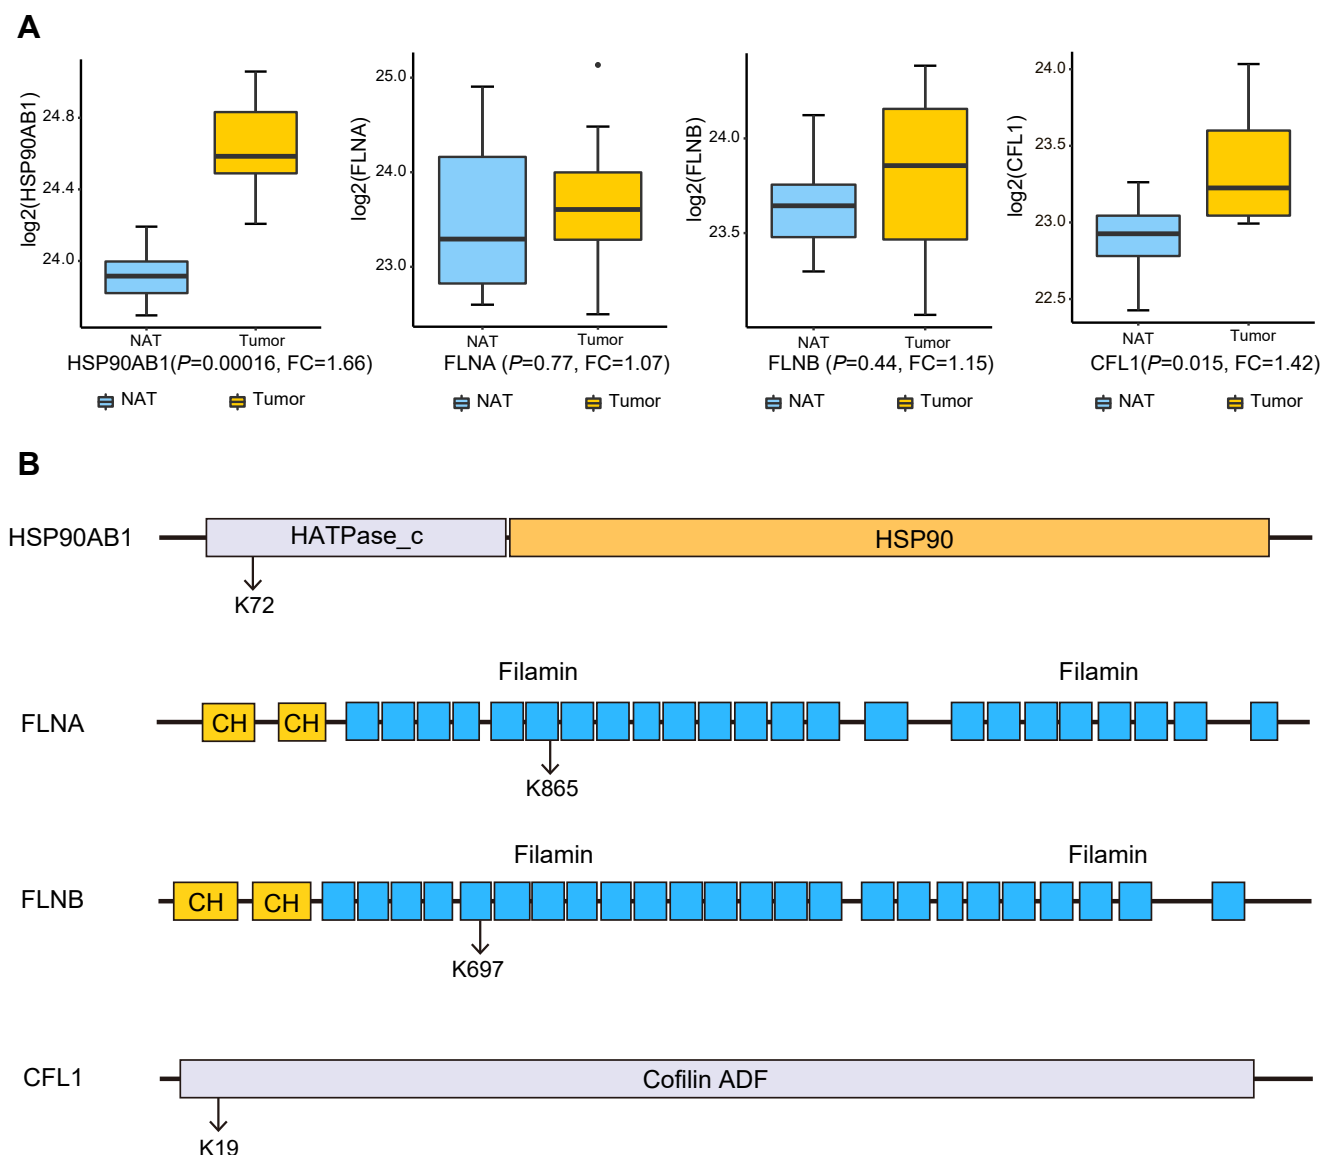 A
log2(HSP90AB1)
24.8
24.4
24.0
NAT
Tumor
HSP90AB1(P=0.00016, FC=1.66)
NAT
Tumor
log2(FLNA)
25.0
24.0
23.0
NAT
Tumor
FLNA (P=0.77, FC=1.07)
NAT
Tumor
log2(FLNB)
24.0
23.5
NAT
Tumor
FLNB (P=0.44, FC=1.15)
NAT
Tumor
log2(CFL1)
24.0
23.5
23.0
22.5
NAT
Tumor
CFL1(P=0.015, FC=1.42)
NAT
Tumor
B
HSP90AB1
HATPase_c
HSP90
K72
Filamin
Filamin
FLNA
CH
CH
K865
Filamin
Filamin
FLNB
CH
CH
K697
CFL1
Cofilin ADF
K19